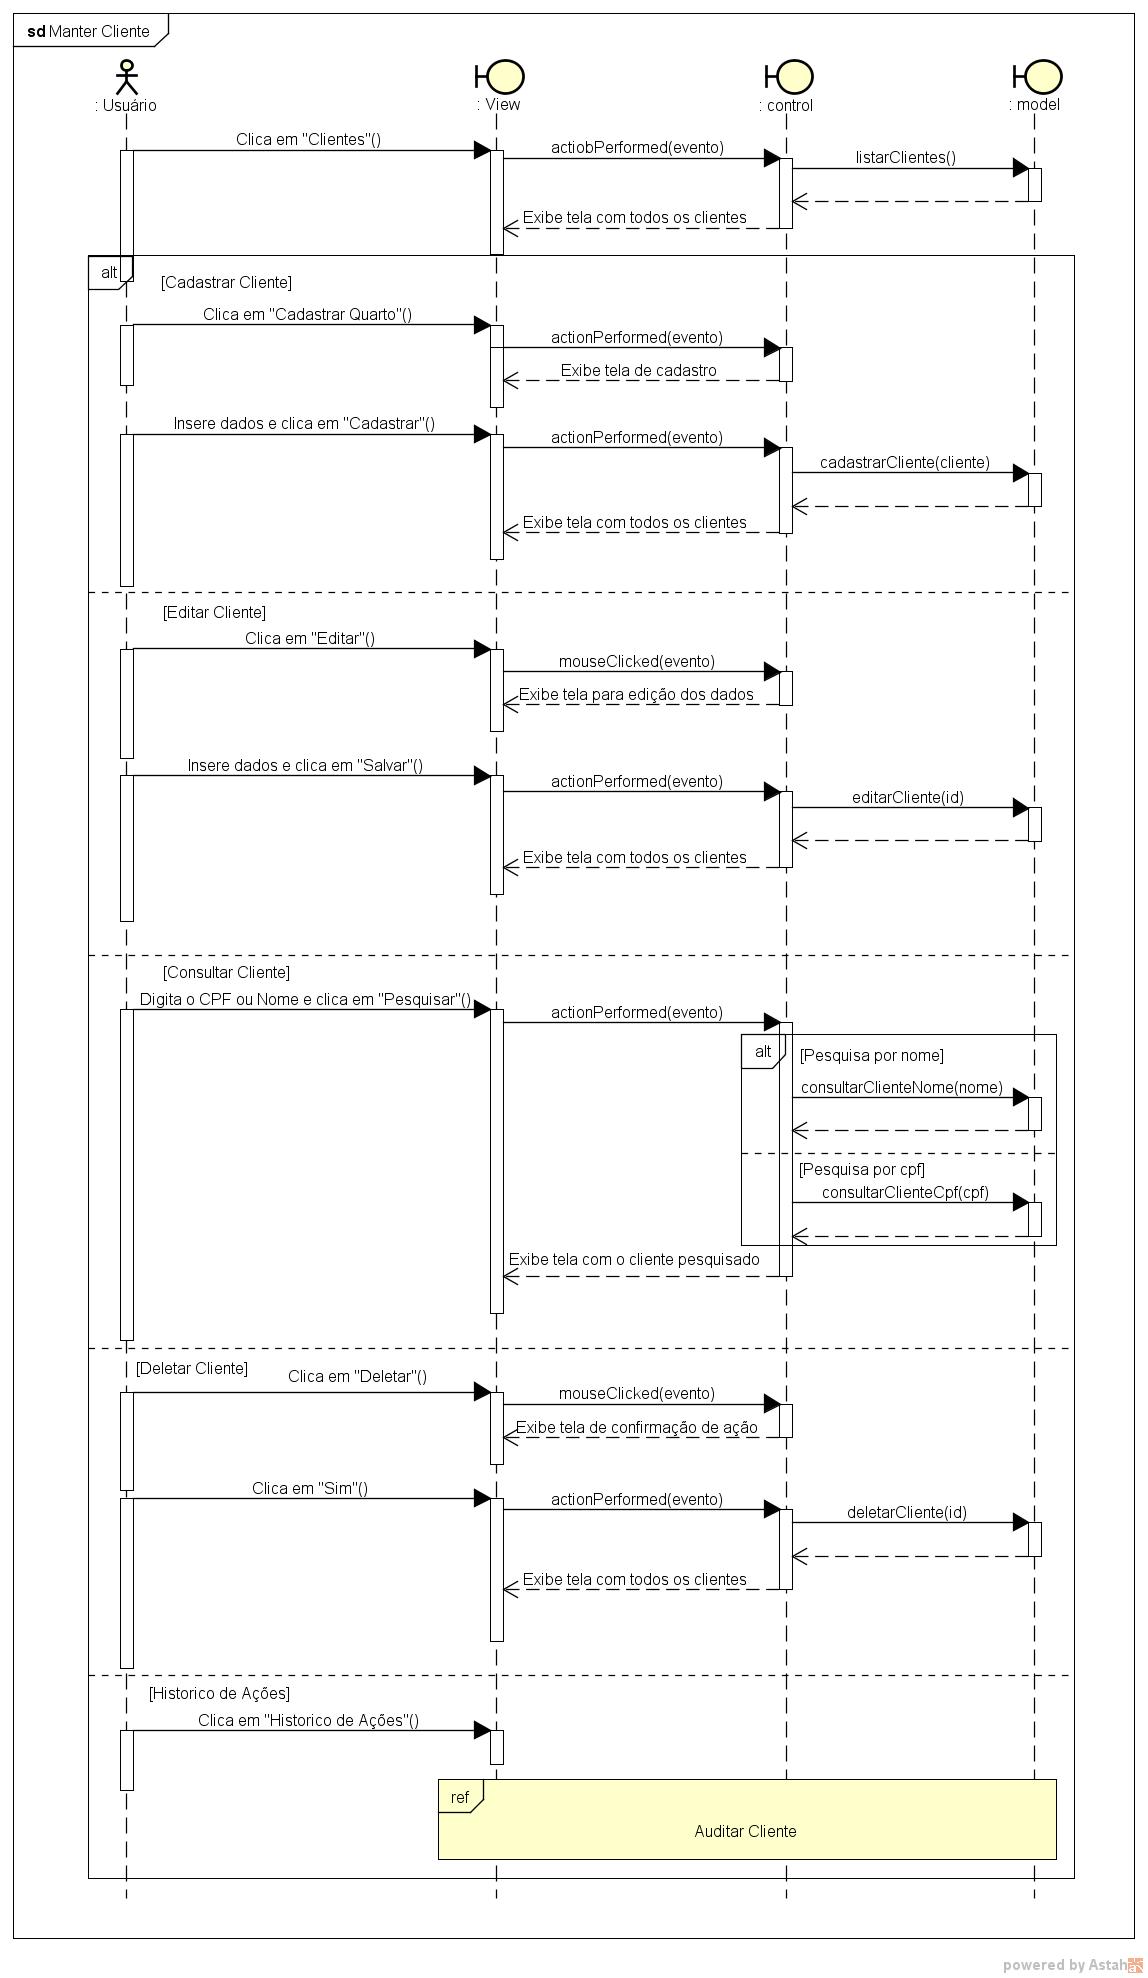 sd Manter Cliente
: Usuário
: View
: control
: model
Clica em "Clientes"()
actiobPerformed(evento)
listarClientes()
Exibe tela com todos os clientes
alt
[Cadastrar Cliente]
Clica em "Cadastrar Quarto"()
actionPerformed(evento)
Exibe tela de cadastro
Insere dados e clica em "Cadastrar"()
actionPerformed(evento)
cadastrarCliente(cliente)
Exibe tela com todos os clientes
[Editar Cliente]
Clica em "Editar"()
mouseClicked(evento)
Exibe tela para edição dos dados
Insere dados e clica em "Salvar"()
actionPerformed(evento)
editarCliente(id)
Exibe tela com todos os clientes
[Consultar Cliente]
Digita o CPF ou Nome e clica em "Pesquisar"()
actionPerformed(evento)
alt
[Pesquisa por nome]
consultarClienteNome(nome)
[Pesquisa por cpf]
consultarClienteCpf(cpf)
Exibe tela com o cliente pesquisado
[Deletar Cliente]
Clica em "Deletar"()
mouseClicked(evento)
Exibe tela de confirmação de ação
Clica em "Sim"()
actionPerformed(evento)
deletarCliente(id)
Exibe tela com todos os clientes
[Historico de Ações]
Clica em "Historico de Ações"()
ref
Auditar Cliente
powered by Astah